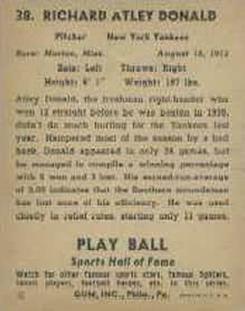 38. RICHARD ATLEY DONALD
Pitcher New York Yankees
Born: Morton, Miss. August 19, 1912
Bats: Left Throws: Right
Height: 6' 1" Weight: 187 lbs.
Atley Donald, the freshman right-hander who
won 12 straight before he was beaten in 1939,
didn't do much hurling for the Yankees last
year. Hampered most of the season by a bad
back, Donald appeared in only 24 games, but
he managed to compile a winning percentage
with 8 won and 3 lost. His earned-run-average
of 3.03 indicates that the Southern moundsman
has lost none of his efficiency. He was used
chiefly in relief roles, starting only 11 games.
PLAY BALL
Sports Hall of Fame
Watch for other famous sports stars, famous fighters,
tennis players, football heroes, etc., in this series.
GUM, INC., Phila., Pa.